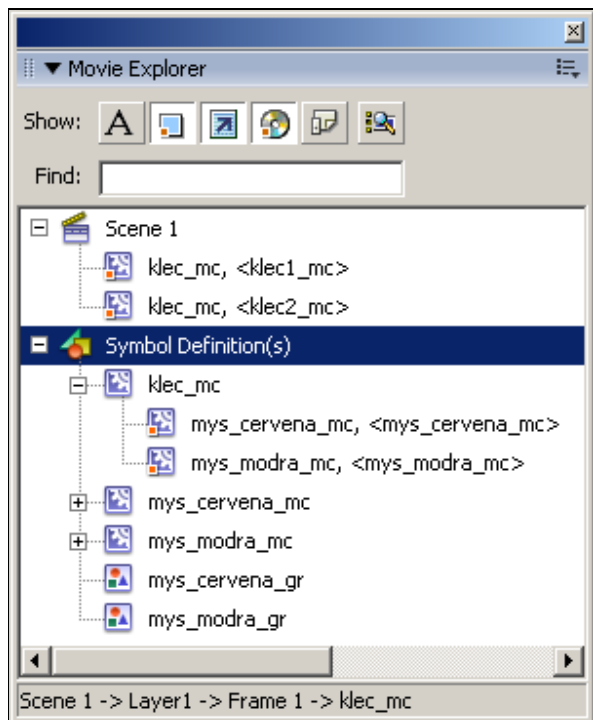 Movie Explorer
Show: A
Find:
Scene 1
klec_mc, <klec1_mc>
klec_mc, <klec2_mc>
Symbol Definition(s)
klec_mc
mys_cervena_mc, <mys_cervena_mc>
mys_modra_mc, <mys_modra_mc>
mys_cervena_mc
mys_modra_mc
mys_cervena_gr
mys_modra_gr
Scene 1 -> Layer1 -> Frame 1 -> klec_mc